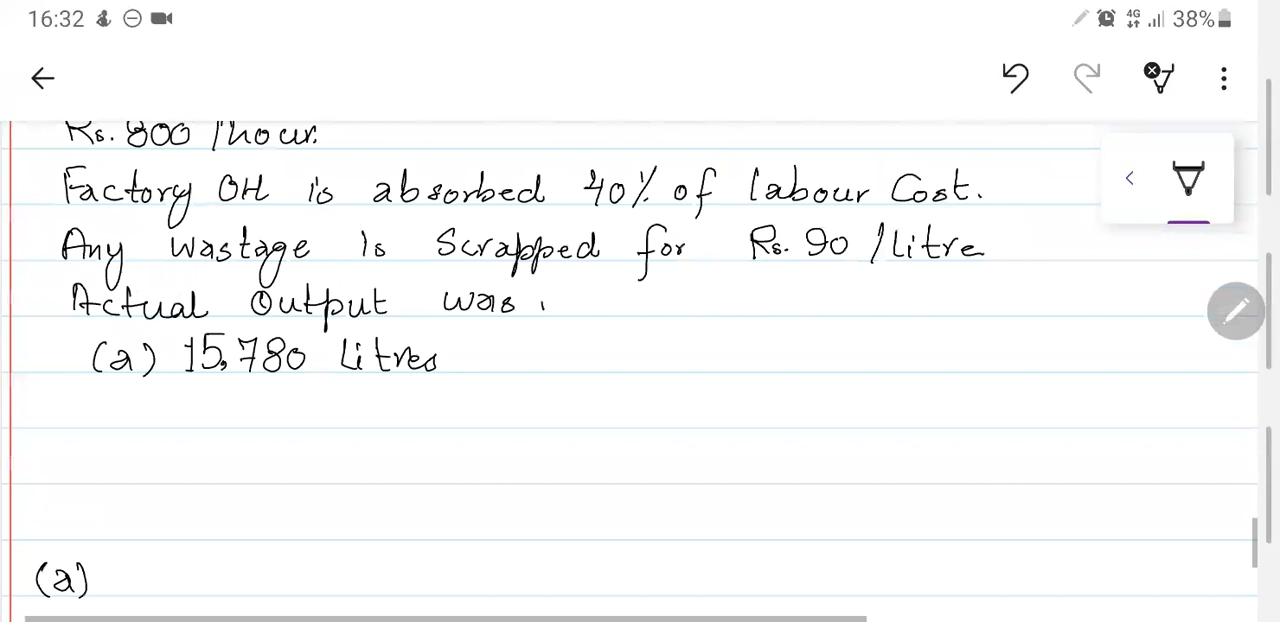 16:32 4G 38%
Rs. 800 /hour.
Factory OH is absorbed 40% of labour Cost.
Any wastage is Scrapped for Rs. 90 /Litre
Actual Output was,
(a) 15,780 Litres
(a)